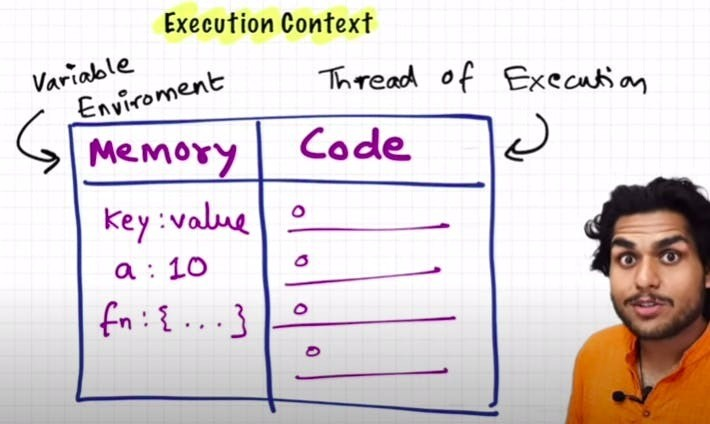 Execution Context
Variable
Enviroment
Thread of Execution
Memory
Code
key : value
a : 10
fn : { ... }